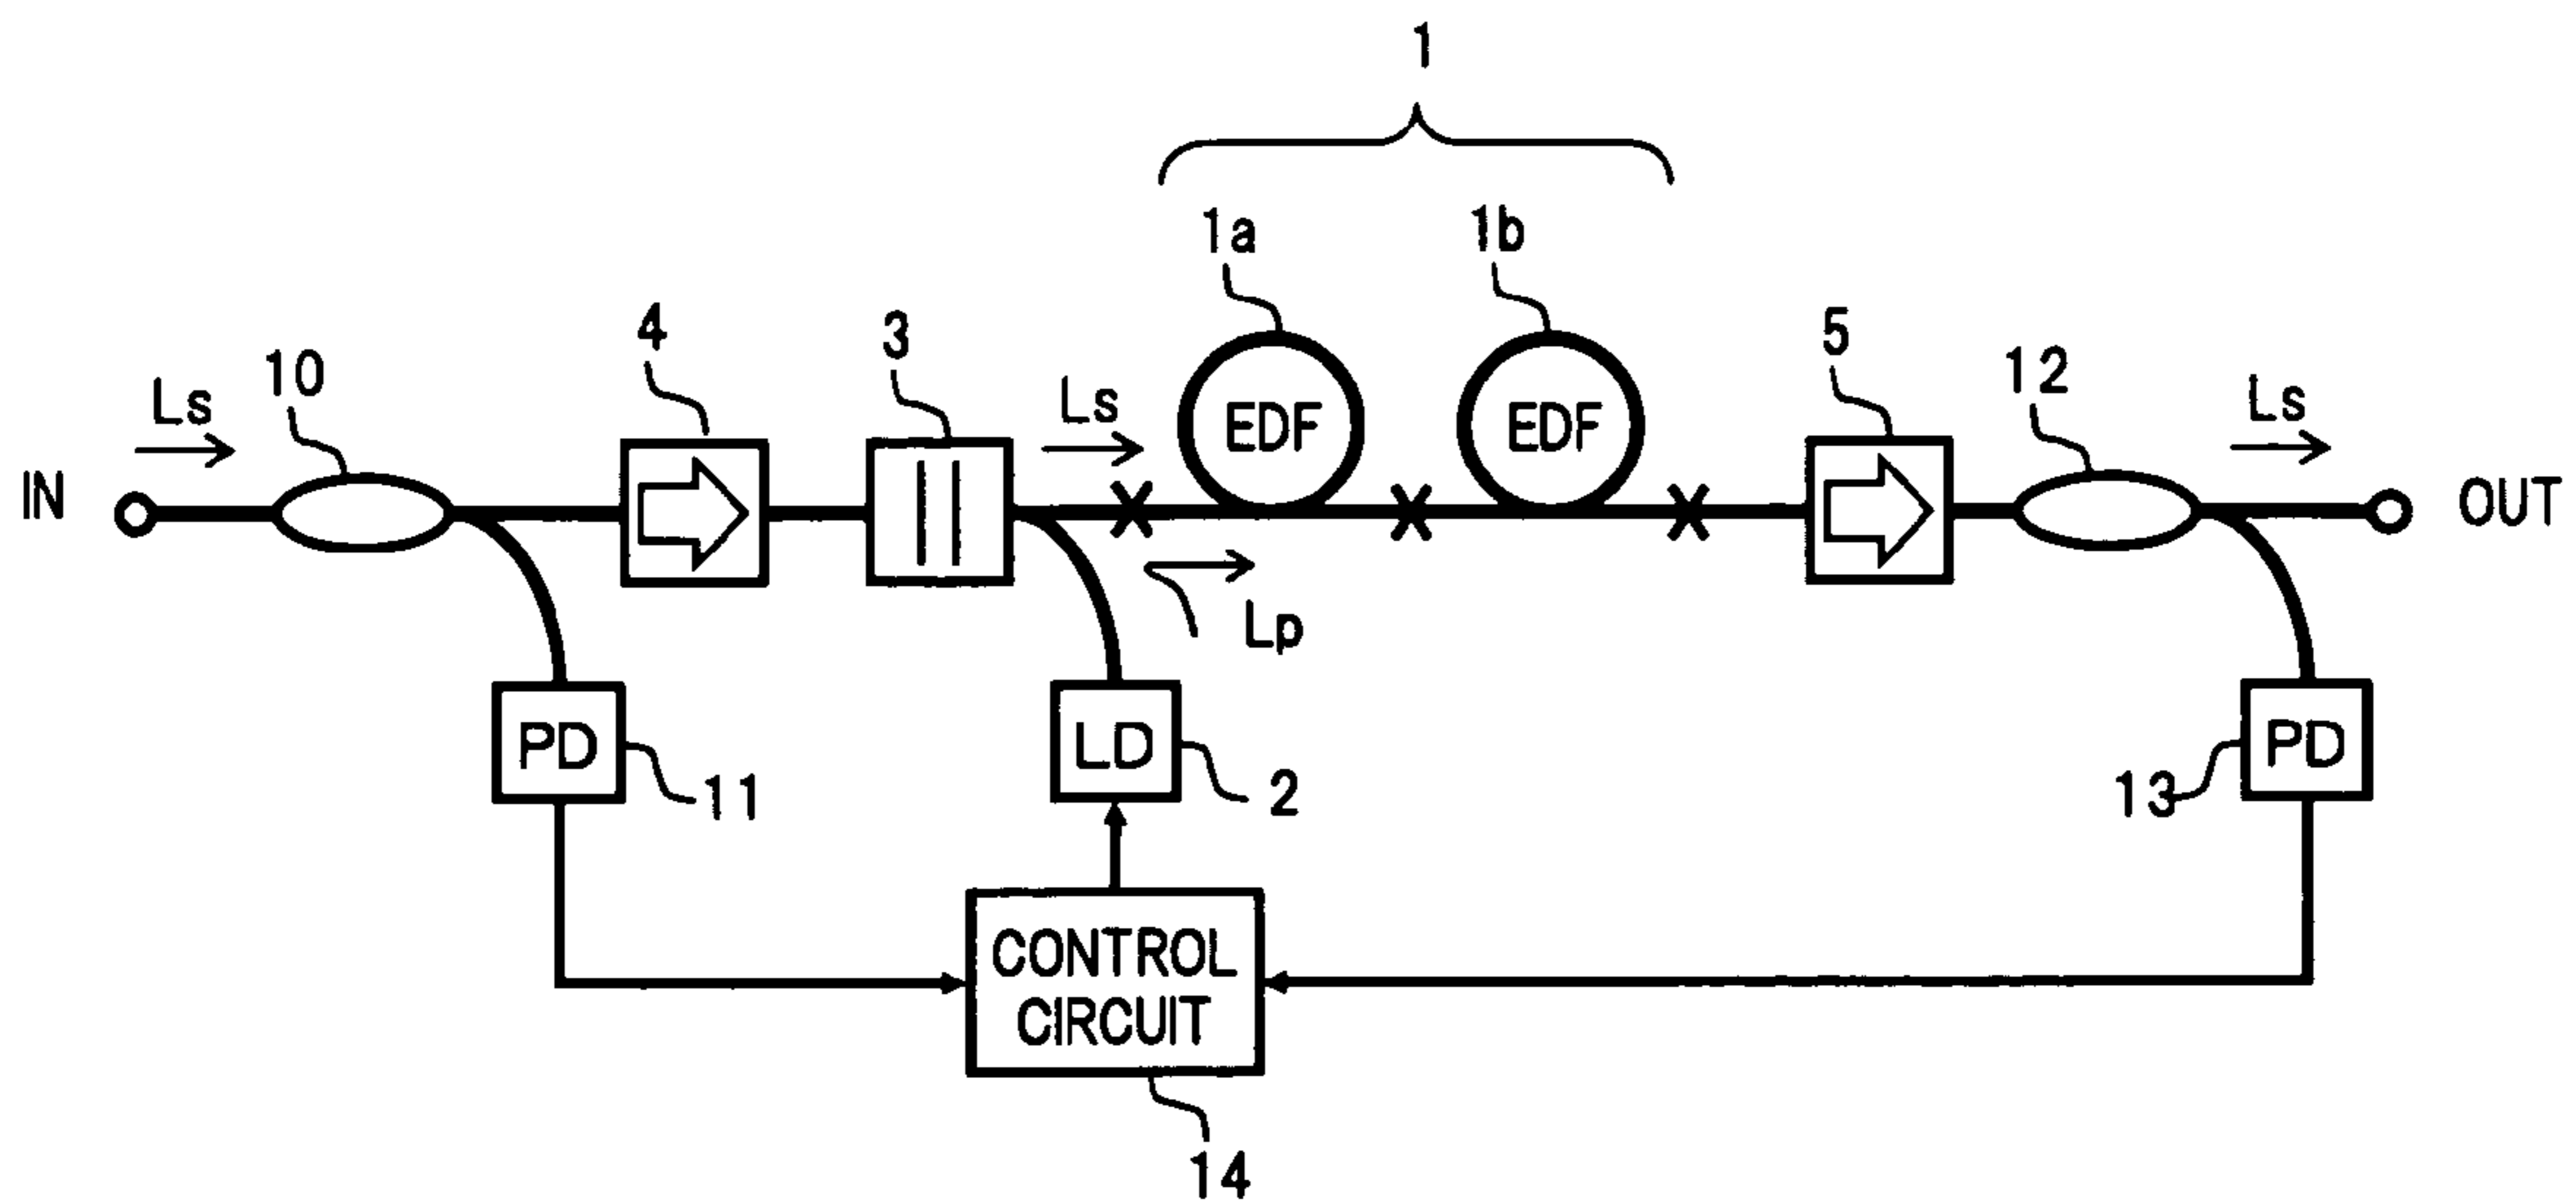 1
1a
1b
4
3
5
10
12
Ls
Ls
Ls
EDF
EDF
IN
OUT
Lp
PD
LD
PD
11
2
13
CONTROL
CIRCUIT
14